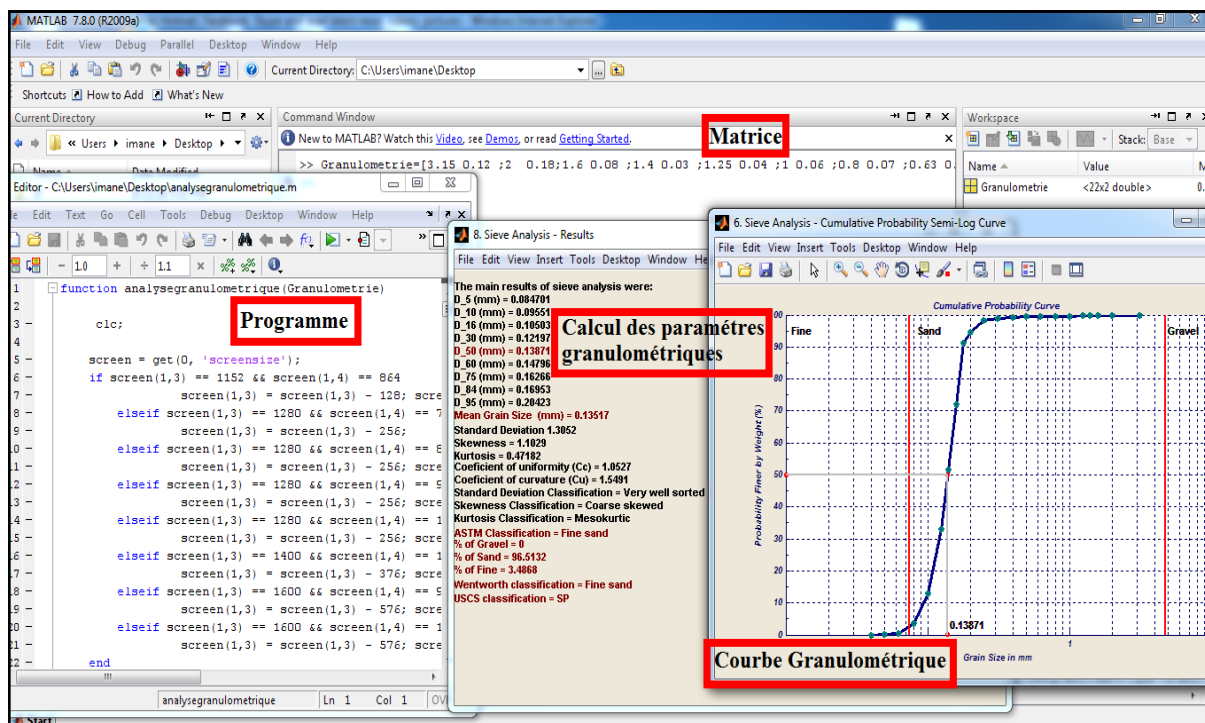 MATLAB 7.8.0 (R2009a)
File Edit View Debug Parallel Desktop Window Help
Current Directory: C:\Users\imane\Desktop
Shortcuts How to Add What's New
Current Directory
« Users imane Desktop
Command Window
New to MATLAB? Watch this Video, see Demos, or read Getting Started.
>> Granulometrie=[3.15 0.12 ;2 0.18;1.6 0.08 ;1.4 0.03 ;1.25 0.04 ;1 0.06 ;0.8 0.07 ;0.63 0.
Matrice
Workspace
Stack: Base
Name Value
Granulometrie <22x2 double> 0.
Editor - C:\Users\imane\Desktop\analysegranulometrique.m
Edit Text Go Cell Tools Debug Desktop Window Help
1.0 1.1
1 function analysegranulometrique(Granulometrie)
2
3 clc;
4
5 screen = get(0, 'screensize');
6 if screen(1,3) == 1152 && screen(1,4) == 864
7 screen(1,3) = screen(1,3) - 128; scre
8 elseif screen(1,3) == 1280 && screen(1,4) == 7
9 screen(1,3) = screen(1,3) - 256;
10 elseif screen(1,3) == 1280 && screen(1,4) == 8
11 screen(1,3) = screen(1,3) - 256; scre
12 elseif screen(1,3) == 1280 && screen(1,4) == 9
13 screen(1,3) = screen(1,3) - 256; scre
14 elseif screen(1,3) == 1280 && screen(1,4) == 1
15 screen(1,3) = screen(1,3) - 256; scre
16 elseif screen(1,3) == 1400 && screen(1,4) == 1
17 screen(1,3) = screen(1,3) - 376; scre
18 elseif screen(1,3) == 1600 && screen(1,4) == 9
19 screen(1,3) = screen(1,3) - 576; scre
20 elseif screen(1,3) == 1600 && screen(1,4) == 1
21 screen(1,3) = screen(1,3) - 576; scre
22 end
Programme
analysegranulometrique Ln 1 Col 1
Start
8. Sieve Analysis - Results
File Edit View Insert Tools Desktop Window
The main results of sieve analysis were:
D_5 (mm) = 0.084701
D_10 (mm) = 0.09551
D_16 (mm) = 0.10503
D_30 (mm) = 0.12197
D_50 (mm) = 0.13871
D_60 (mm) = 0.14796
D_75 (mm) = 0.16266
D_84 (mm) = 0.16953
D_95 (mm) = 0.20423
Mean Grain Size (mm) = 0.13517
Standard Deviation 1.3052
Skewness = 1.1029
Kurtosis = 0.47182
Coeficient of uniformity (Cc) = 1.0527
Coeficient of curvature (Cu) = 1.5491
Standard Deviation Classification = Very well sorted
Skewness Classification = Coarse skewed
Kurtosis Classification = Mesokurtic
ASTM Classification = Fine sand
% of Gravel = 0
% of Sand = 96.5132
% of Fine = 3.4868
Wentworth classification = Fine sand
USCS classification = SP
Calcul des paramétres
granulométriques
6. Sieve Analysis - Cumulative Probability Semi-Log Curve
File Edit View Insert Tools Desktop Window Help
Cumulative Probability Curve
Fine Sand Gravel
Probability Finer by Weight (%)
90
80
70
60
50
40
30
20
10
0
0.13871
1
Grain Size in mm
Courbe Granulométrique